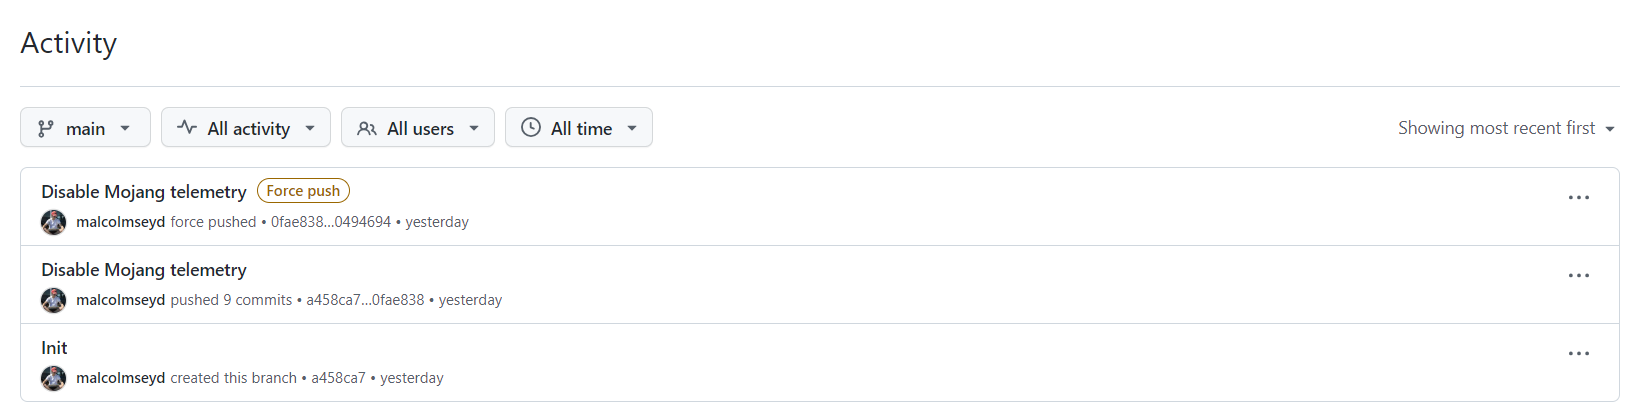 Activity
main All activity All users All time Showing most recent first
Disable Mojang telemetry Force push
malcolmseyd force pushed • 0fae838...0494694 • yesterday
Disable Mojang telemetry
malcolmseyd pushed 9 commits • a458ca7...0fae838 • yesterday
Init
malcolmseyd created this branch • a458ca7 • yesterday